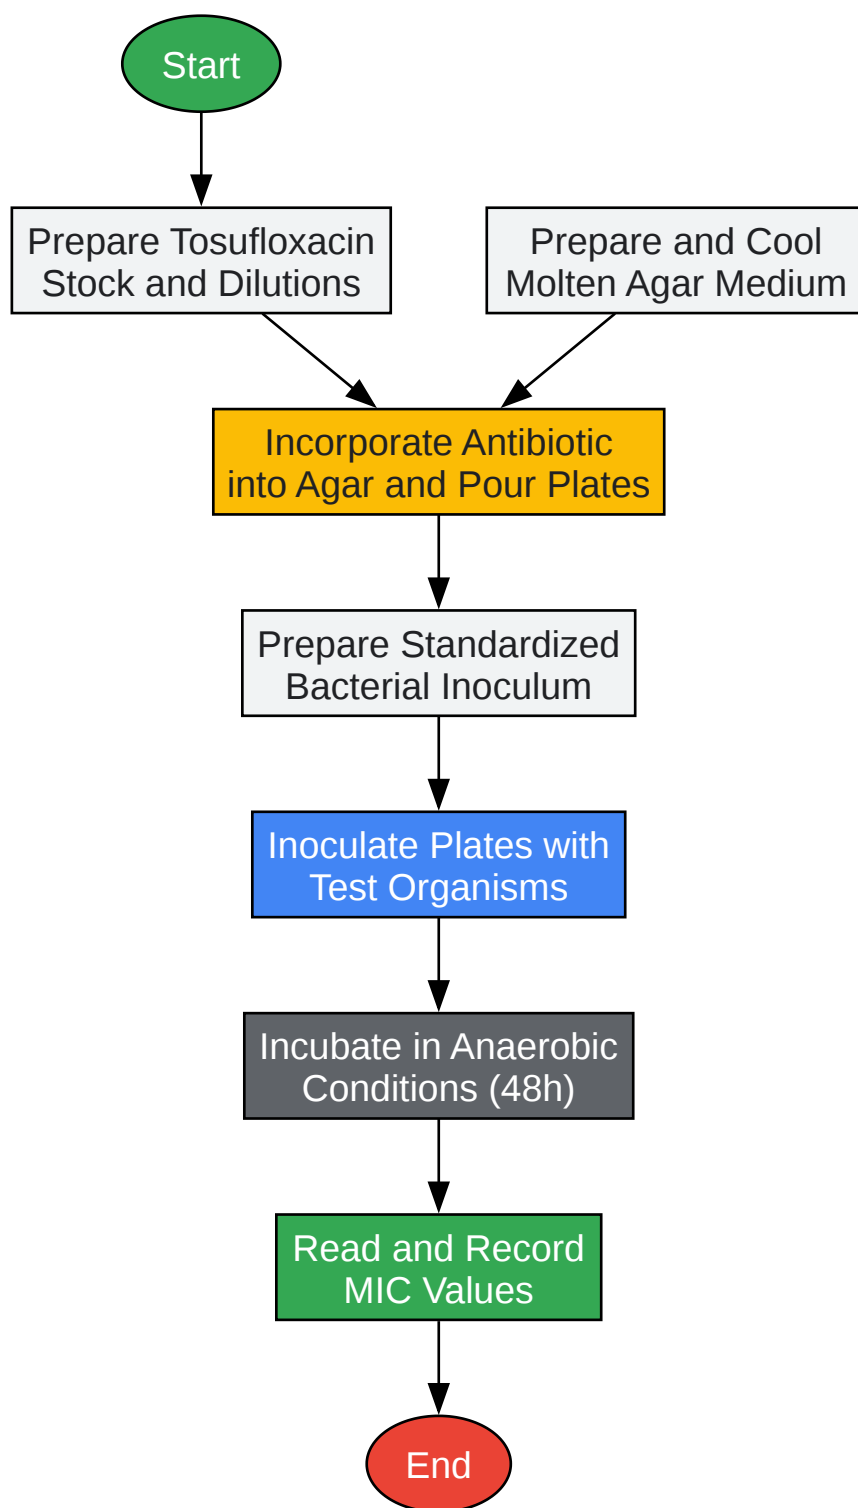 Start
Prepare Tosufloxacin
Stock and Dilutions
Prepare and Cool
Molten Agar Medium
Incorporate Antibiotic
into Agar and Pour Plates
Prepare Standardized
Bacterial Inoculum
Inoculate Plates with
Test Organisms
Incubate in Anaerobic
Conditions (48h)
Read and Record
MIC Values
End